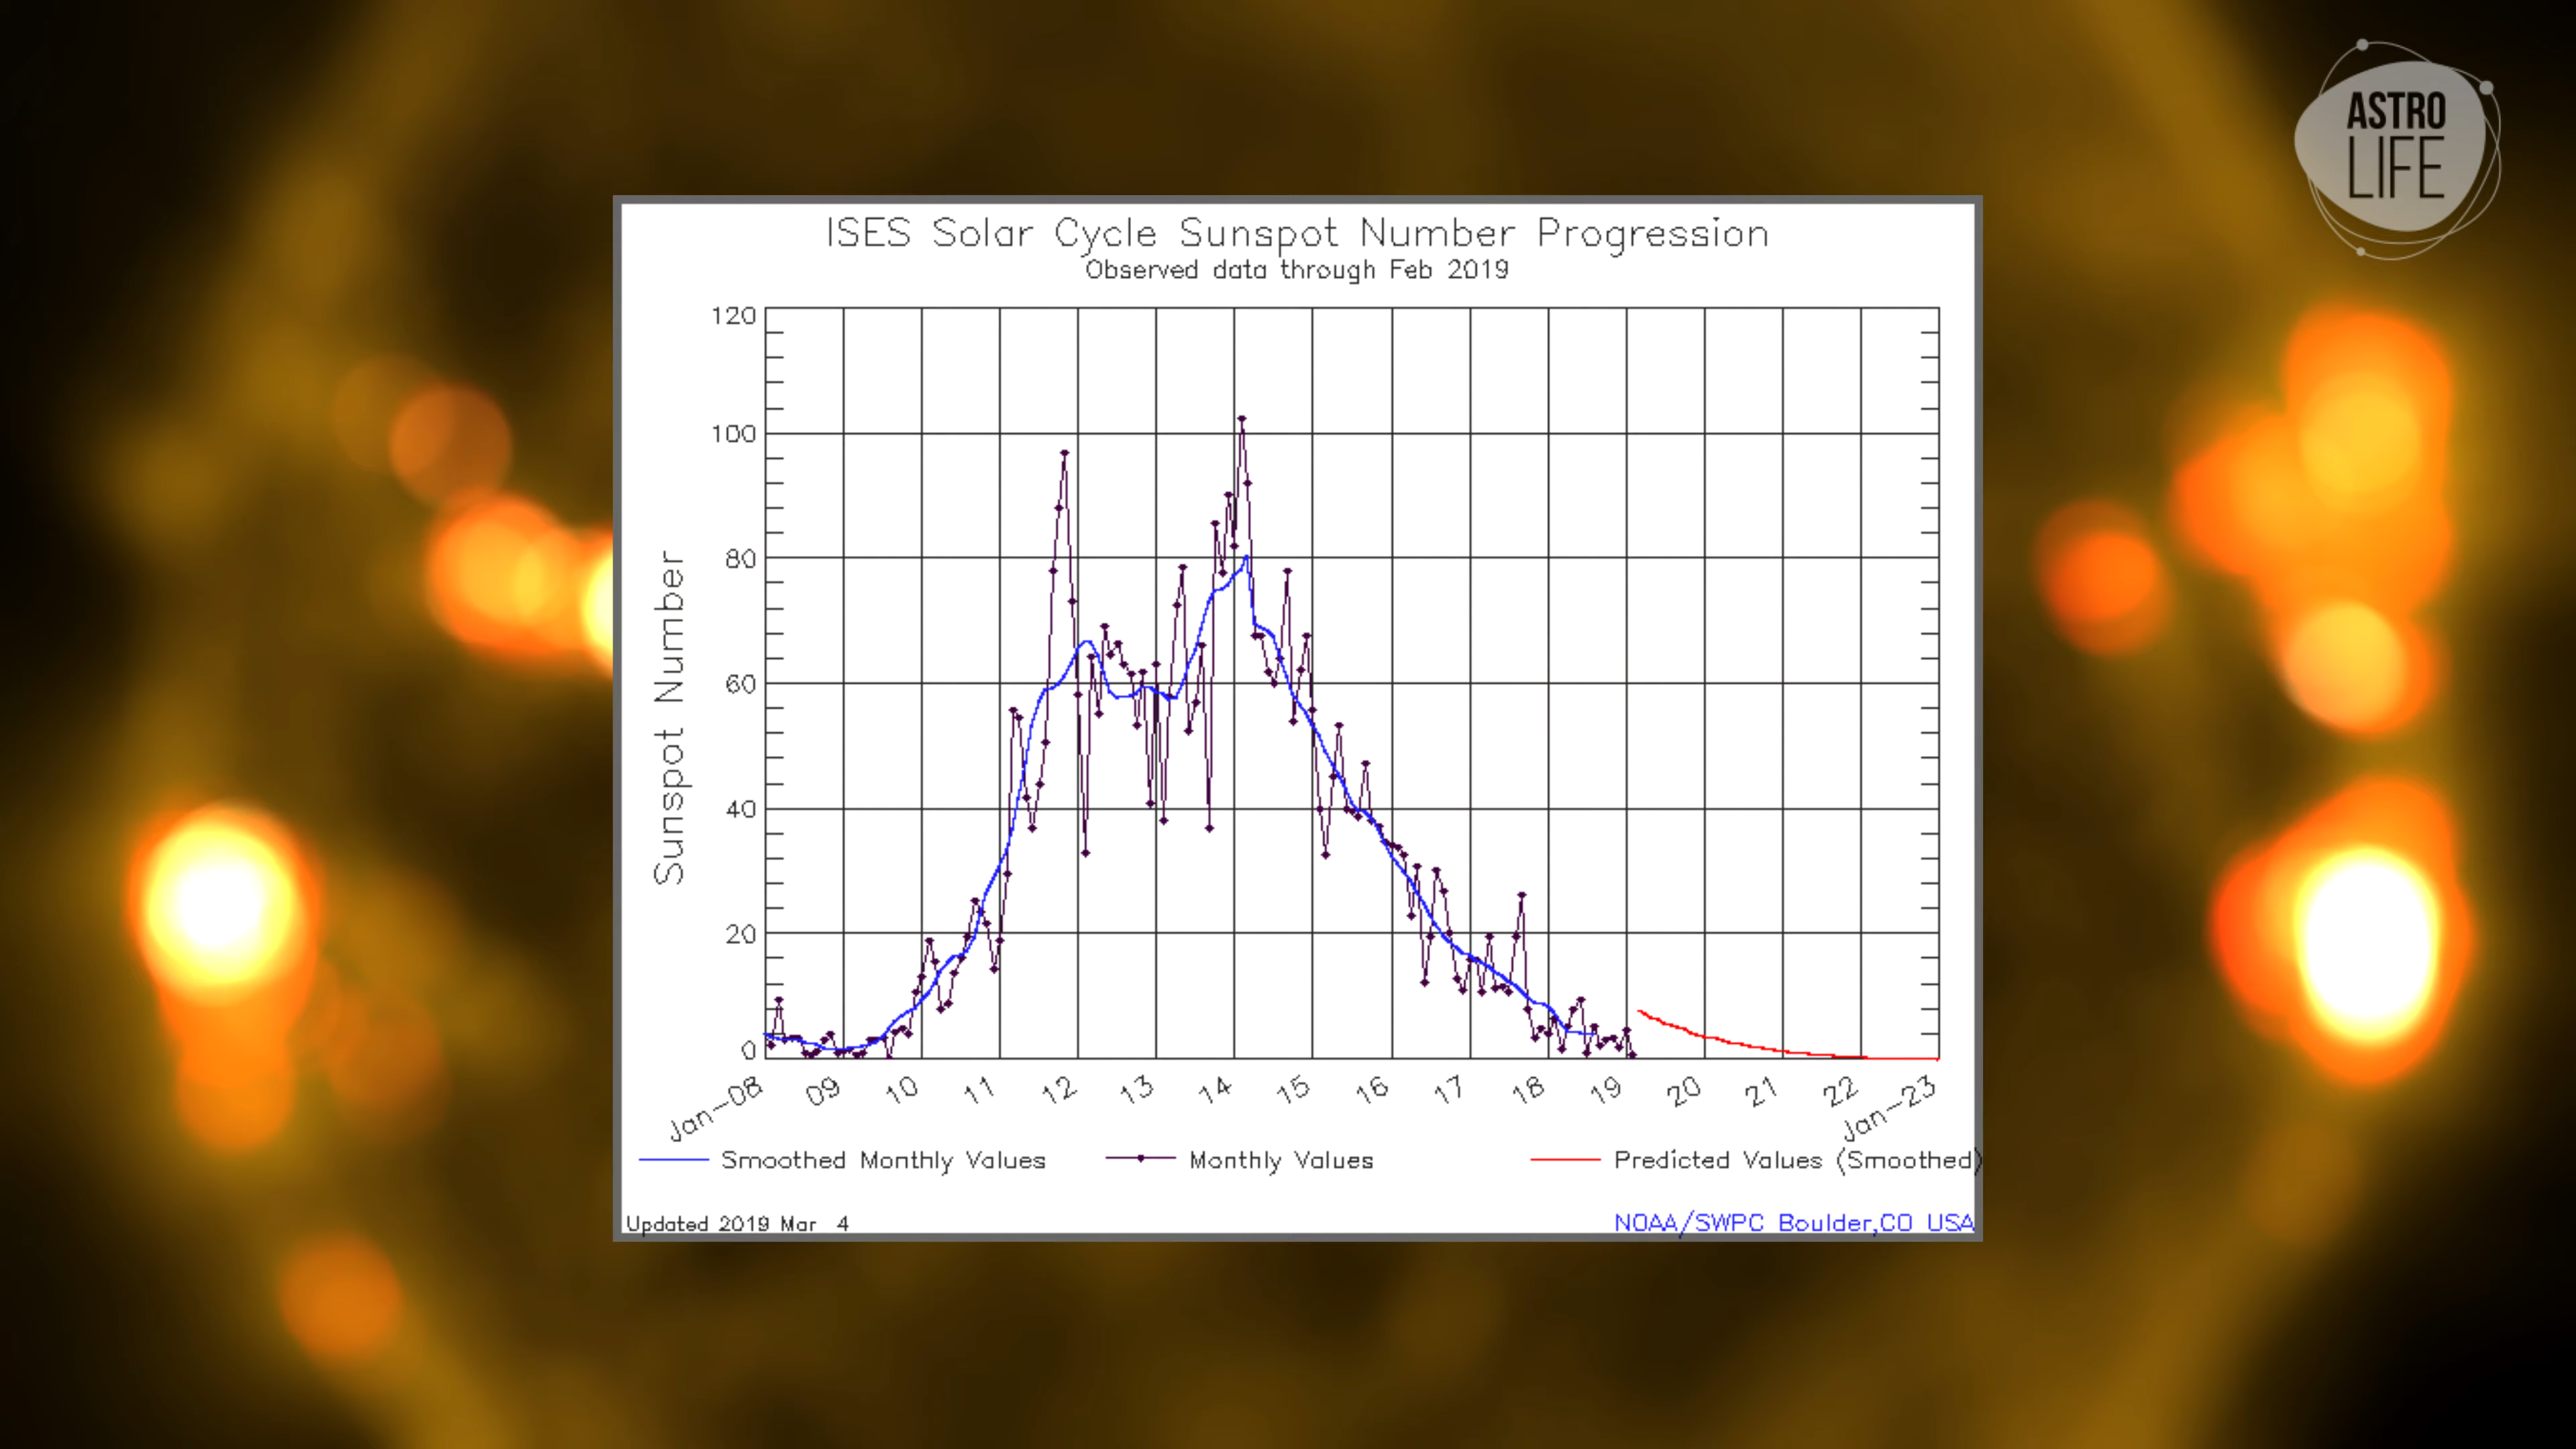 ASTRO
LIFE
ISES Solar Cycle Sunspot Number Progression
Observed data through Feb 2019
120
100
80
60
40
20
0
Sunspot Number
Jan-08 09 10 11 12 13 14 15 16 17 18 19 20 21 22 Jan-23
Smoothed Monthly Values Monthly Values Predicted Values (Smoothed)
Updated 2019 Mar 4 NOAA/SWPC Boulder,CO USA